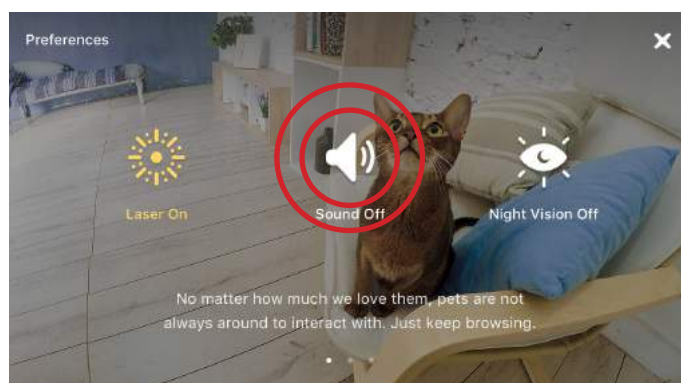 Preferences
Laser On
Sound Off
Night Vision Off
No matter how much we love them, pets are not
always around to interact with. Just keep browsing.